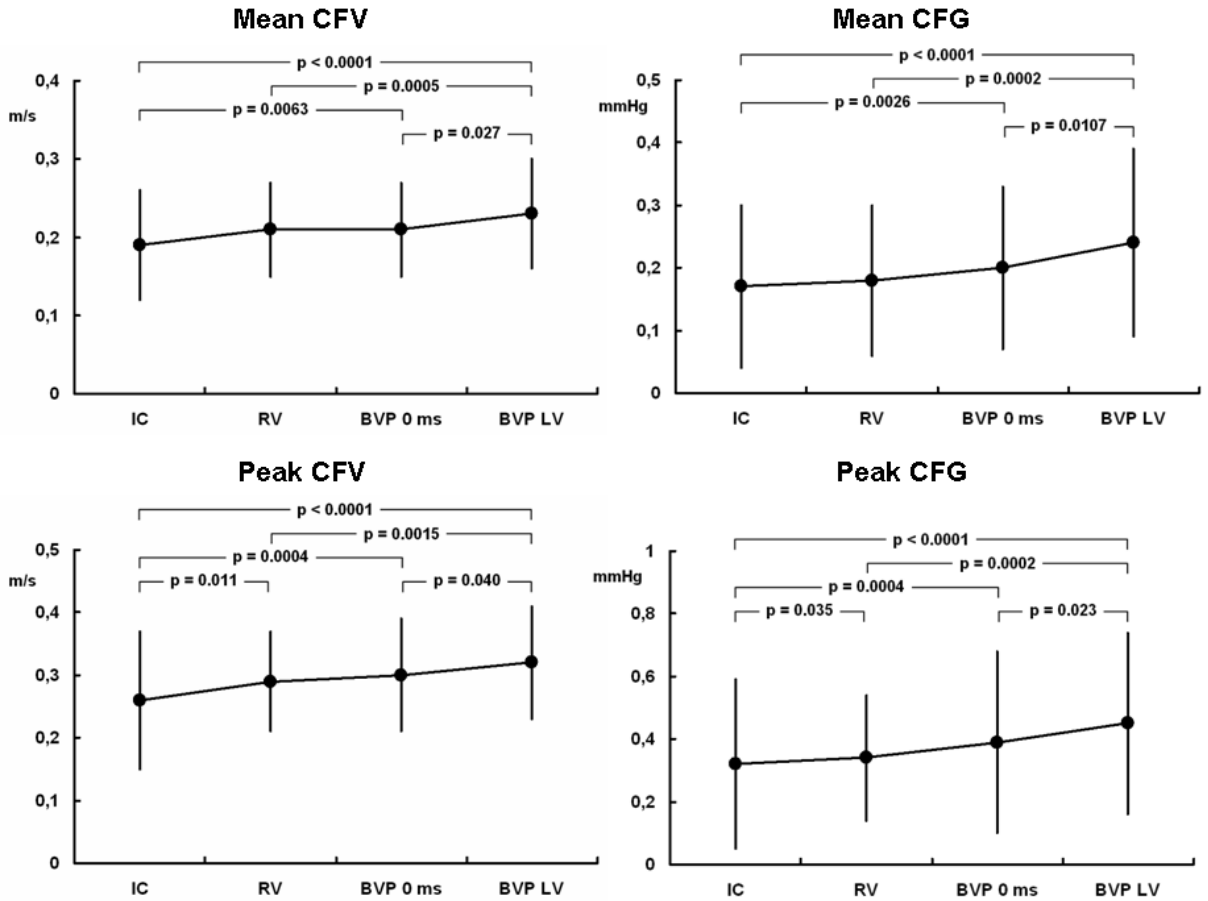 Mean CFV
p < 0.0001
p = 0.0005
p = 0.0063
p = 0.027
0,4
m/s
0,3
0,2
0,1
0
IC RV BVP 0 ms BVP LV
Mean CFG
p < 0.0001
p = 0.0002
p = 0.0026
p = 0.0107
0,5
mmHg
0,4
0,3
0,2
0,1
0
IC RV BVP 0 ms BVP LV
Peak CFV
p < 0.0001
p = 0.0015
p = 0.0004
p = 0.011 p = 0.040
0,5
m/s
0,4
0,3
0,2
0,1
0
IC RV BVP 0 ms BVP LV
Peak CFG
p < 0.0001
p = 0.0002
p = 0.0004
p = 0.035 p = 0.023
1
mmHg
0,8
0,6
0,4
0,2
0
IC RV BVP 0 ms BVP LV